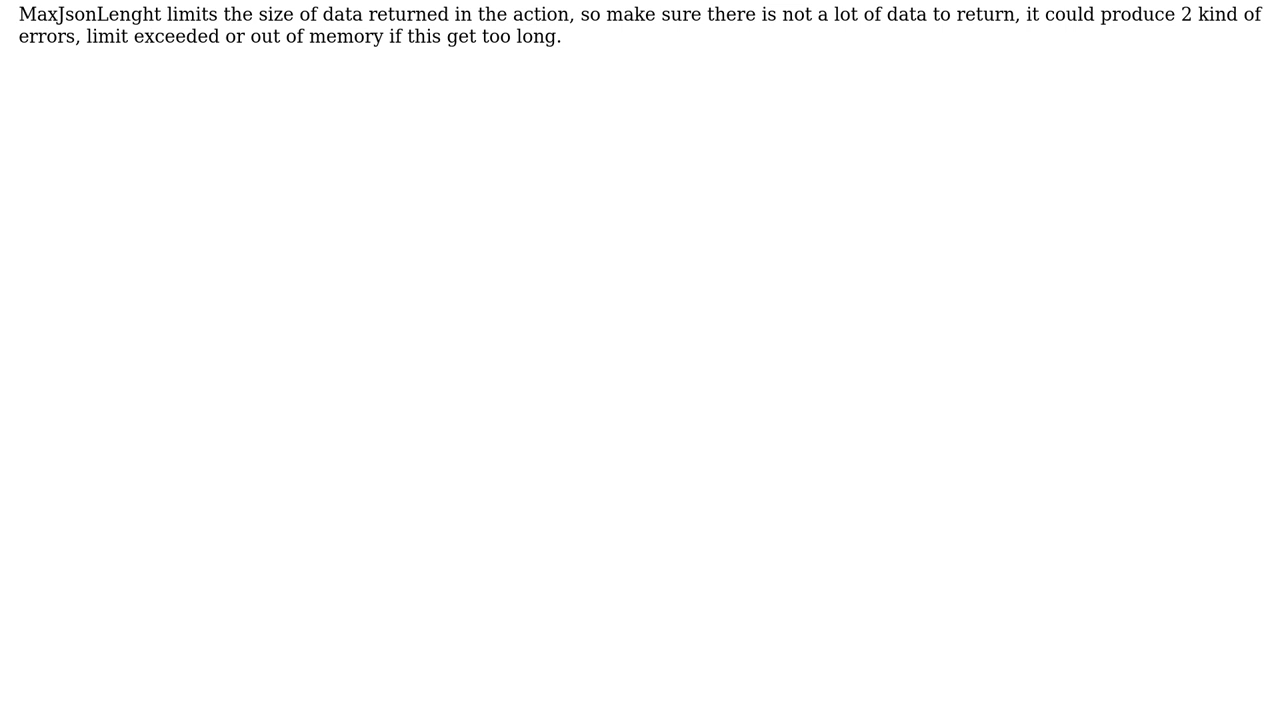 MaxJsonLenght limits the size of data returned in the action, so make sure there is not a lot of data to return, it could produce 2 kind of
errors, limit exceeded or out of memory if this get too long.